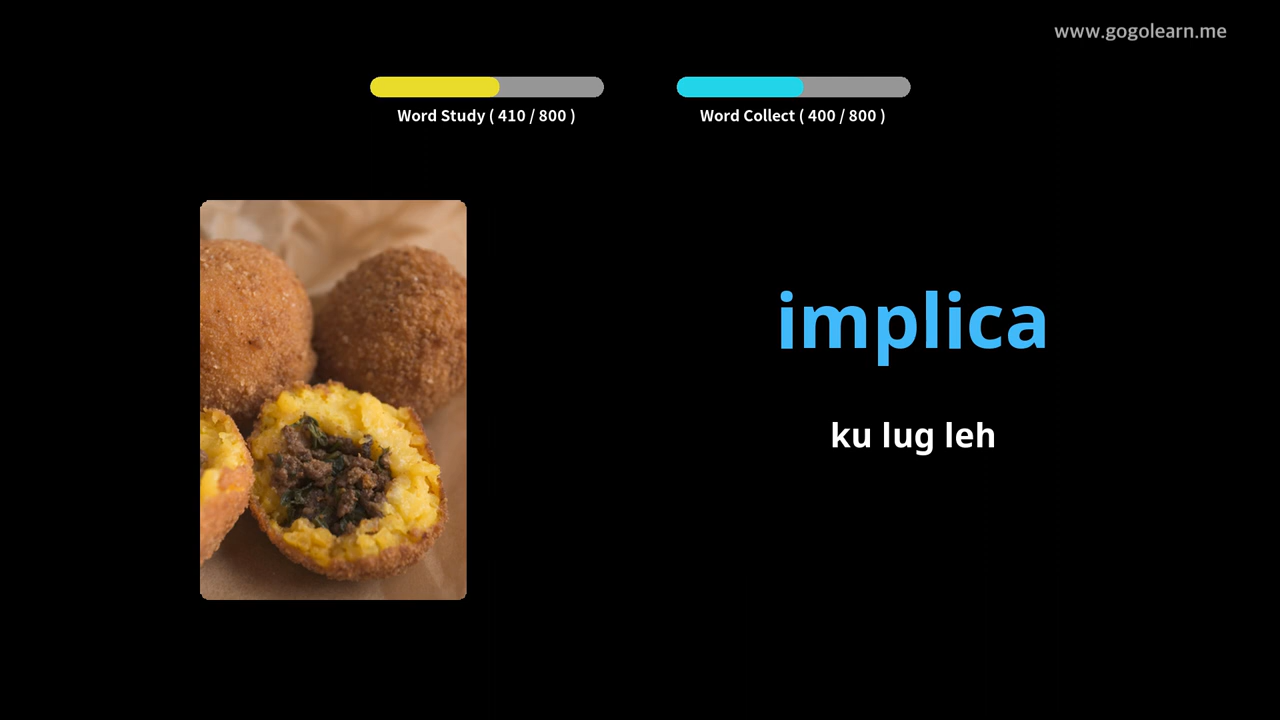 www.gogolearn.me
Word Study ( 410 / 800 )
Word Collect ( 400 / 800 )
implica
ku lug leh